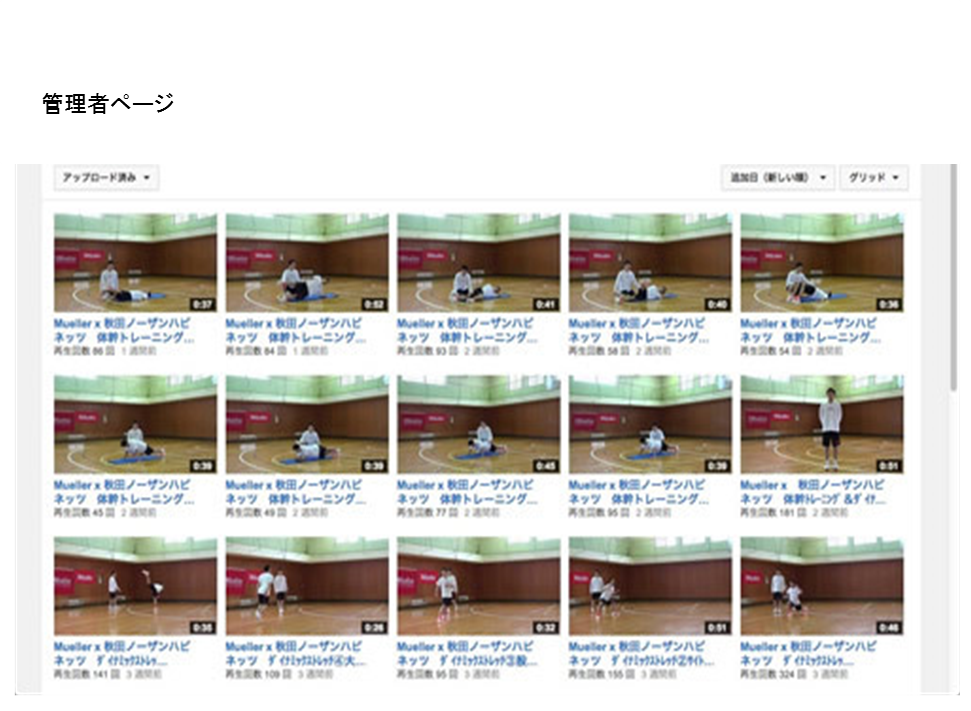 管理者ページ
アップロード済み
追加日（新しい順）
グリッド
0:37
0:52
0:41
0:40
0:36
Mueller x 秋田ノーザンハピ
ネッツ 体幹トレーニング...
再生回数 86 回 1 週間前
Mueller x 秋田ノーザンハピ
ネッツ 体幹トレーニング...
再生回数 84 回 1 週間前
Mueller x 秋田ノーザンハピ
ネッツ 体幹トレーニング...
再生回数 93 回 2 週間前
Mueller x 秋田ノーザンハピ
ネッツ 体幹トレーニング...
再生回数 58 回 2 週間前
Mueller x 秋田ノーザンハピ
ネッツ 体幹トレーニング...
再生回数 54 回 2 週間前
0:39
0:39
0:45
0:39
0:51
Mueller x 秋田ノーザンハピ
ネッツ 体幹トレーニング...
再生回数 45 回 2 週間前
Mueller x 秋田ノーザンハピ
ネッツ 体幹トレーニング...
再生回数 49 回 2 週間前
Mueller x 秋田ノーザンハピ
ネッツ 体幹トレーニング...
再生回数 77 回 2 週間前
Mueller x 秋田ノーザンハピ
ネッツ 体幹トレーニング...
再生回数 95 回 2 週間前
Mueller x 秋田ノーザンハピ
ネッツ 体幹ﾄﾚｰﾆﾝｸﾞ &ﾀﾞｲﾅ...
再生回数 181 回 2 週間前
0:35
0:26
0:32
0:51
0:46
Mueller x 秋田ノーザンハピ
ネッツ ﾀﾞｲﾅﾐｯｸｽﾄﾚｯ...
再生回数 141 回 3 週間前
Mueller x 秋田ノーザンハピ
ネッツ ﾀﾞｲﾅﾐｯｸｽﾄﾚｯﾁ④大...
再生回数 109 回 3 週間前
Mueller x 秋田ノーザンハピ
ネッツ ﾀﾞｲﾅﾐｯｸｽﾄﾚｯﾁ③股...
再生回数 95 回 3 週間前
Mueller x 秋田ノーザンハピ
ネッツ ﾀﾞｲﾅﾐｯｸｽﾄﾚｯﾁ②ｻｲﾄﾞ...
再生回数 155 回 3 週間前
Mueller x 秋田ノーザンハピ
ネッツ ﾀﾞｲﾅﾐｯｸｽﾄﾚｯ...
再生回数 324 回 3 週間前